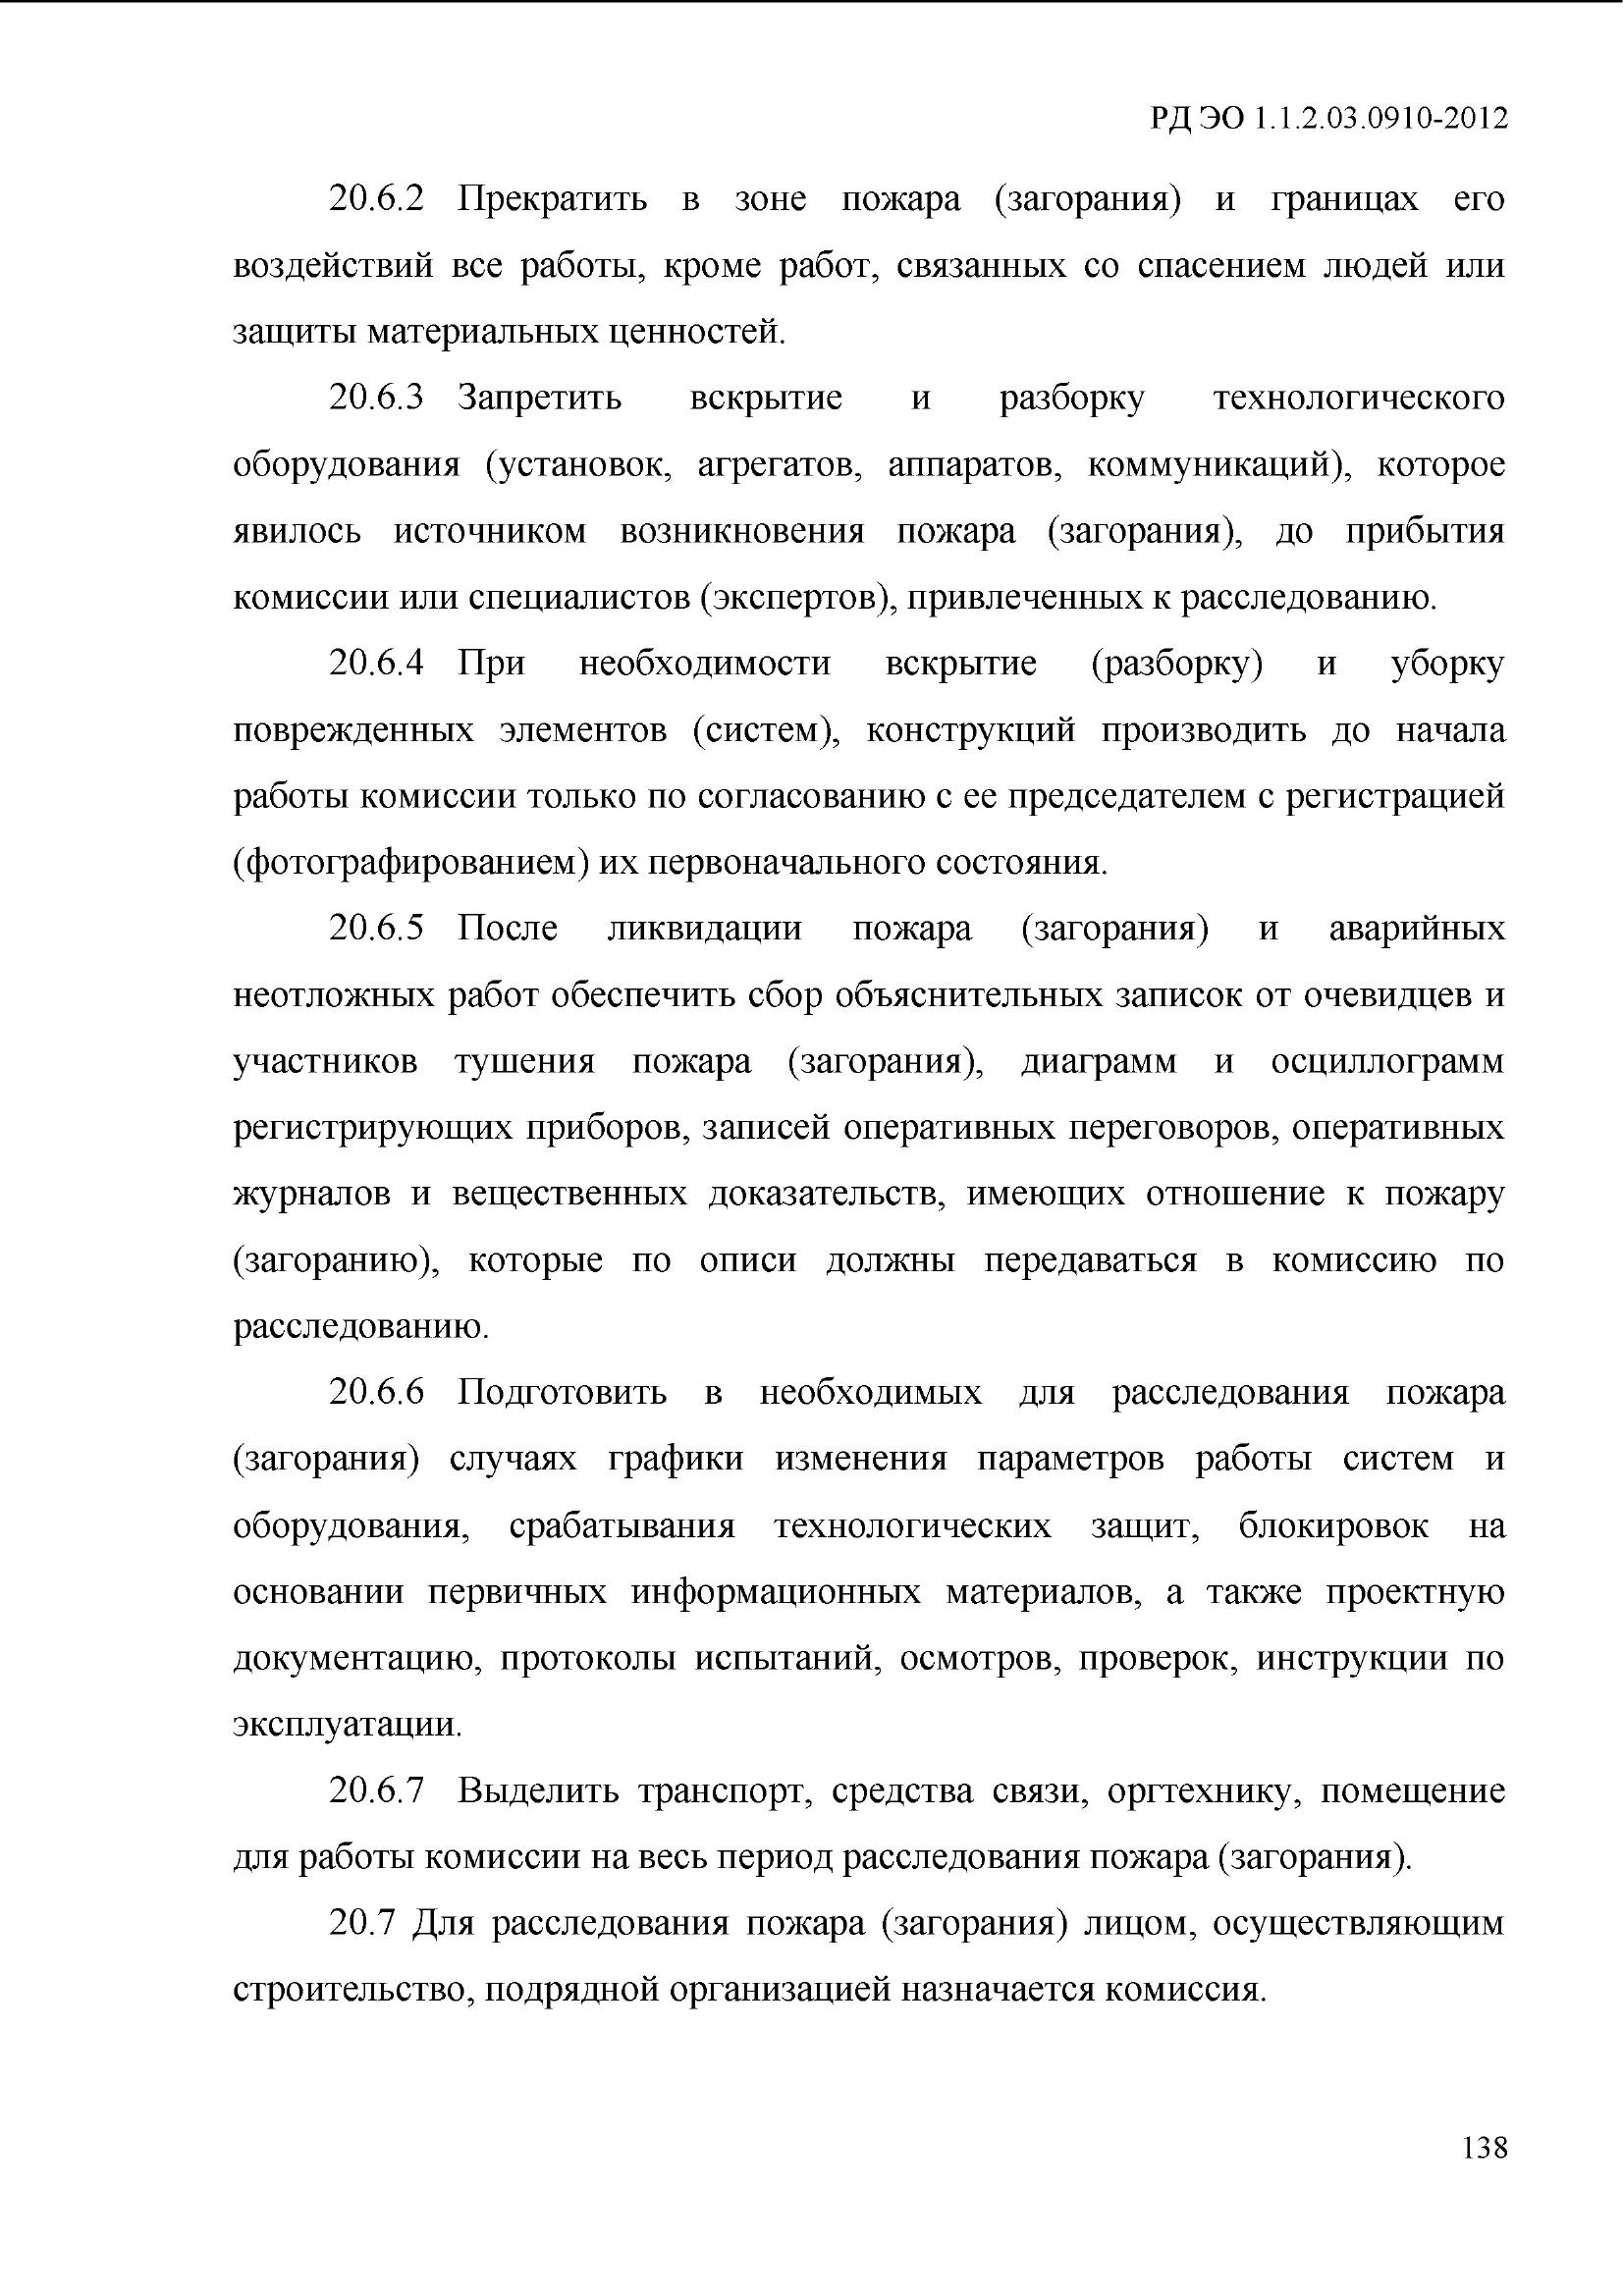 РД ЭО 1.1.2.03.0910-2012
20.6.2 Прекратить в зоне пожара (загорания) и границах его
воздействий все работы, кроме работ, связанных со спасением людей или
защиты материальных ценностей.
20.6.3 Запретить вскрытие и разборку технологического
оборудования (установок, агрегатов, аппаратов, коммуникаций), которое
явилось источником возникновения пожара (загорания), до прибытия
комиссии или специалистов (экспертов), привлеченных к расследованию.
20.6.4 При необходимости вскрытие (разборку) и уборку
поврежденных элементов (систем), конструкций производить до начала
работы комиссии только по согласованию с ее председателем с регистрацией
(фотографированием) их первоначального состояния.
20.6.5 После ликвидации пожара (загорания) и аварийных
неотложных работ обеспечить сбор объяснительных записок от очевидцев и
участников тушения пожара (загорания), диаграмм и осциллограмм
регистрирующих приборов, записей оперативных переговоров, оперативных
журналов и вещественных доказательств, имеющих отношение к пожару
(загоранию), которые по описи должны передаваться в комиссию по
расследованию.
20.6.6 Подготовить в необходимых для расследования пожара
(загорания) случаях графики изменения параметров работы систем и
оборудования, срабатывания технологических защит, блокировок на
основании первичных информационных материалов, а также проектную
документацию, протоколы испытаний, осмотров, проверок, инструкции по
эксплуатации.
20.6.7 Выделить транспорт, средства связи, оргтехнику, помещение
для работы комиссии на весь период расследования пожара (загорания).
20.7 Для расследования пожара (загорания) лицом, осуществляющим
строительство, подрядной организацией назначается комиссия.
138